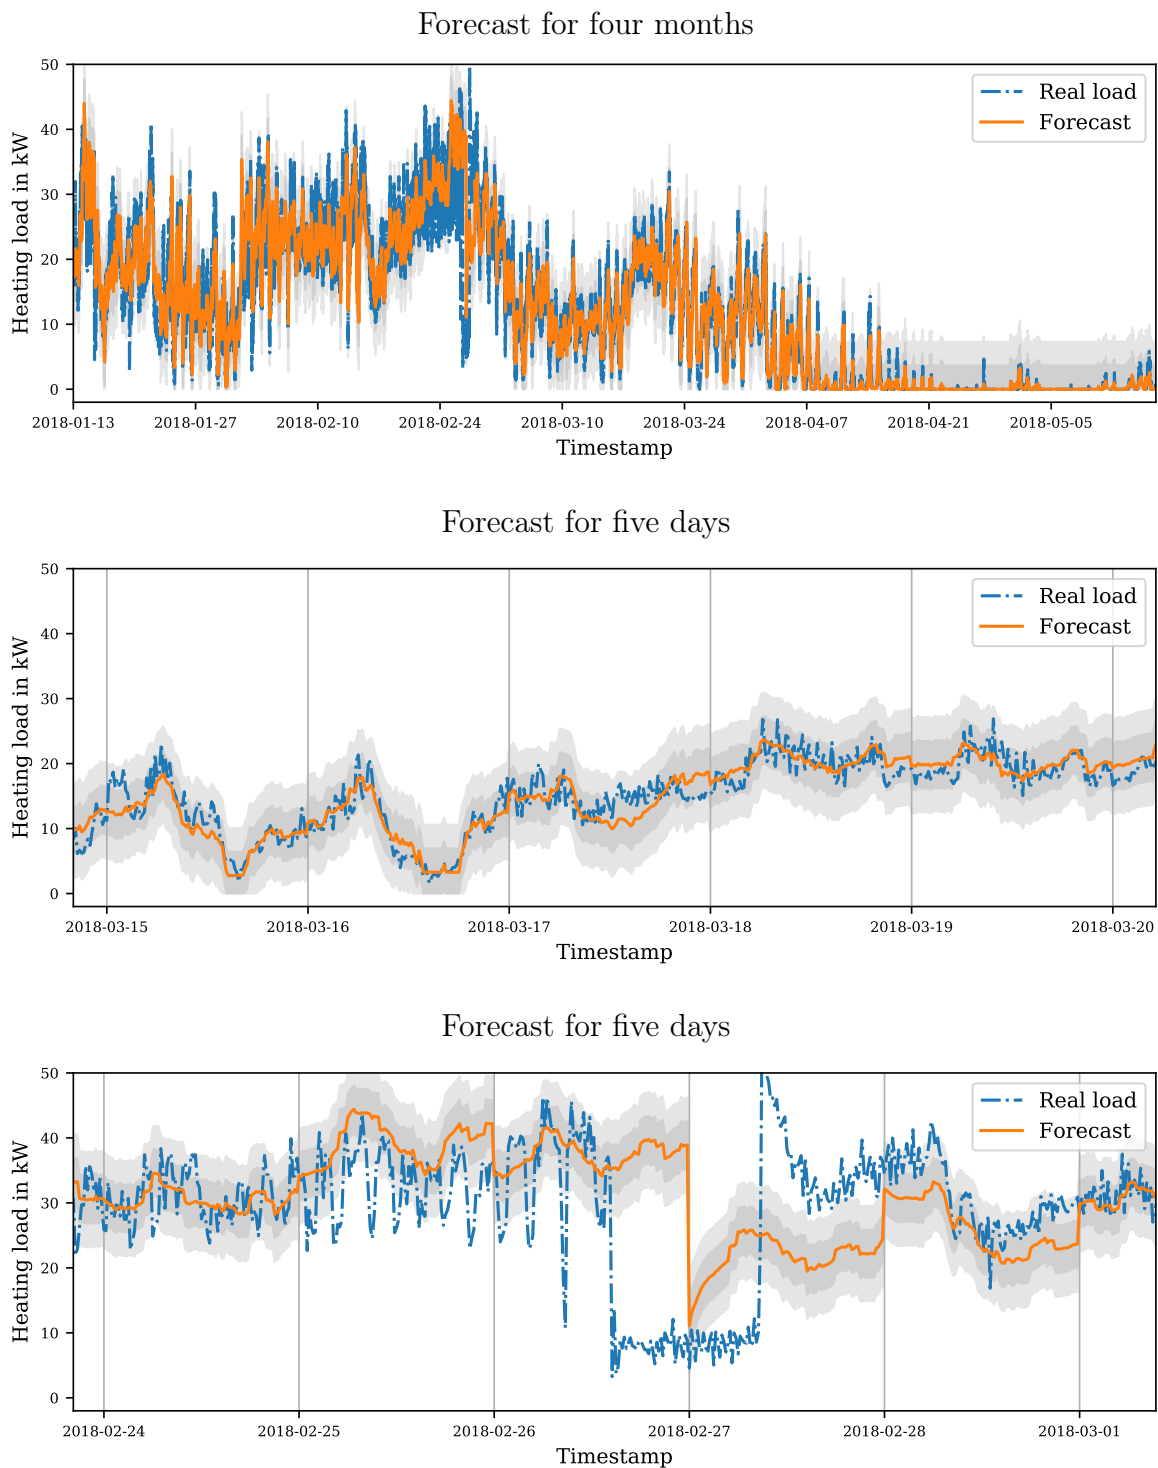 Forecast for four months
50
40
30
20
10
0
Heating load in kW
Real load
Forecast
2018-01-13 2018-01-27 2018-02-10 2018-02-24 2018-03-10 2018-03-24 2018-04-07 2018-04-21 2018-05-05
Timestamp
Forecast for five days
50
40
30
20
10
0
Heating load in kW
Real load
Forecast
2018-03-15 2018-03-16 2018-03-17 2018-03-18 2018-03-19 2018-03-20
Timestamp
Forecast for five days
50
40
30
20
10
0
Heating load in kW
Real load
Forecast
2018-02-24 2018-02-25 2018-02-26 2018-02-27 2018-02-28 2018-03-01
Timestamp